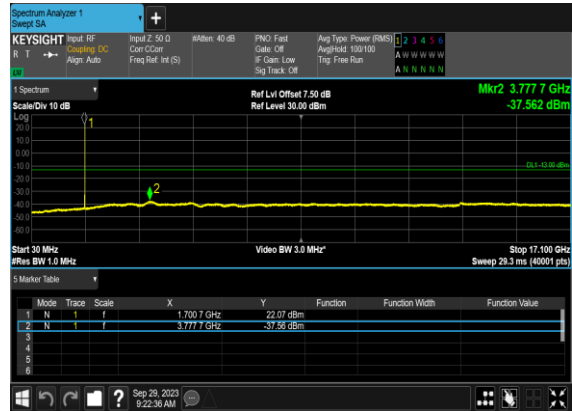 Spectrum Analyzer 1
Swept SA
+
KEYSIGHT Input: RF Input Z: 50 Ω #Atten: 40 dB PNO: Fast Avg Type: Power (RMS) 1 2 3 4 5 6
R T Coupling: DC Corr CCorr Gate: Off Avg|Hold: 100/100 A W W W W W
Align: Auto Freq Ref: Int (S) IF Gain: Low Trig: Free Run
LW Sig Track: Off A N N N N N
1 Spectrum Ref Lvl Offset 7.50 dB Mkr2 3.777 7 GHz
Scale/Div 10 dB Ref Level 30.00 dBm -37.562 dBm
Log
20.0
1
10.0
0.00
-10.0
DL1 -13.00 dBm
-20.0
-30.0
2
-40.0
-50.0
-60.0
Start 30 MHz Video BW 3.0 MHz* Stop 17.100 GHz
#Res BW 1.0 MHz Sweep 29.3 ms (40001 pts)
5 Marker Table
Mode Trace Scale X Y Function Function Width Function Value
1 N 1 f 1.700 7 GHz 22.07 dBm
2 N 1 f 3.777 7 GHz -37.56 dBm
3
4
5
6
? Sep 29, 2023
9:22:36 AM